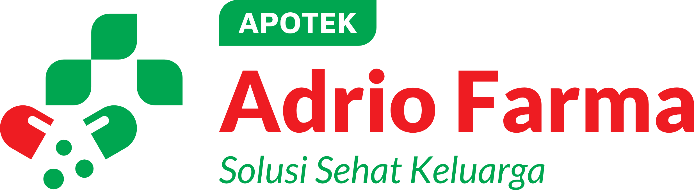 APOTEK
Adrio Farma
Solusi Sehat Keluarga